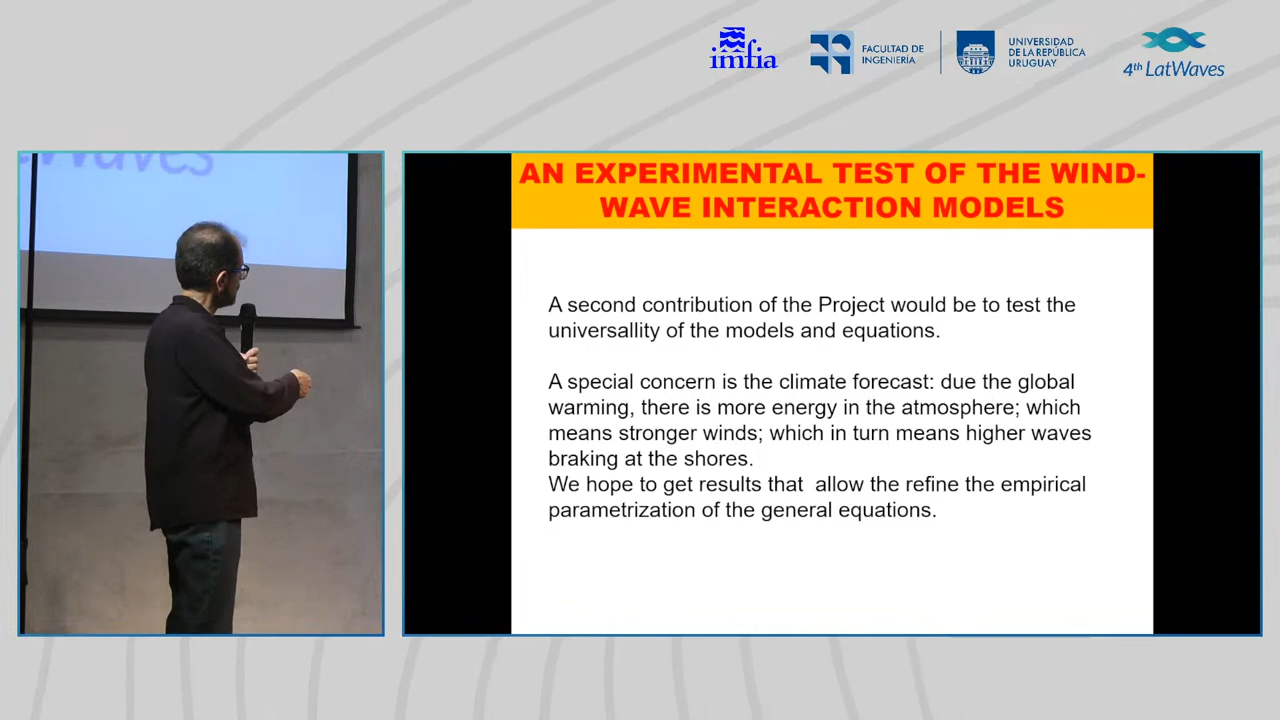 imfia
FACULTAD DE
INGENIERÍA
UNIVERSIDAD
DE LA REPÚBLICA
URUGUAY
4th LatWaves
Waves
AN EXPERIMENTAL TEST OF THE WIND-
WAVE INTERACTION MODELS
A second contribution of the Project would be to test the
universallity of the models and equations.
A special concern is the climate forecast: due the global
warming, there is more energy in the atmosphere; which
means stronger winds; which in turn means higher waves
braking at the shores.
We hope to get results that  allow the refine the empirical
parametrization of the general equations.